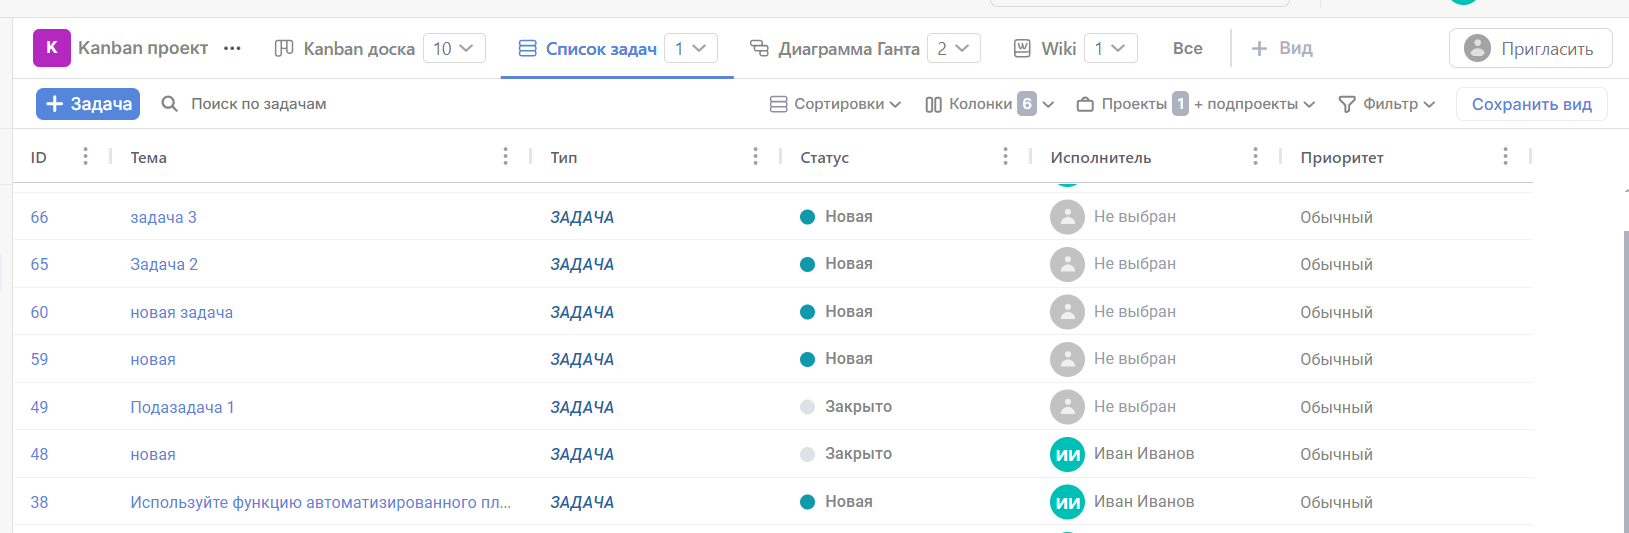 K Kanban проект ... Kanban доска 10 Список задач 1 Диаграмма Ганта 2 Wiki 1 Все + Вид Пригласить
+ Задача Поиск по задачам Сортировки Колонки 6 Проекты 1 + подпроекты Фильтр Сохранить вид
ID Тема Тип Статус Исполнитель Приоритет
66 задача 3 ЗАДАЧА Новая Не выбран Обычный
65 Задача 2 ЗАДАЧА Новая Не выбран Обычный
60 новая задача ЗАДАЧА Новая Не выбран Обычный
59 новая ЗАДАЧА Новая Не выбран Обычный
49 Подазадача 1 ЗАДАЧА Закрыто Не выбран Обычный
48 новая ЗАДАЧА Закрыто ИИ Иван Иванов Обычный
38 Используйте функцию автоматизированного пл... ЗАДАЧА Новая ИИ Иван Иванов Обычный